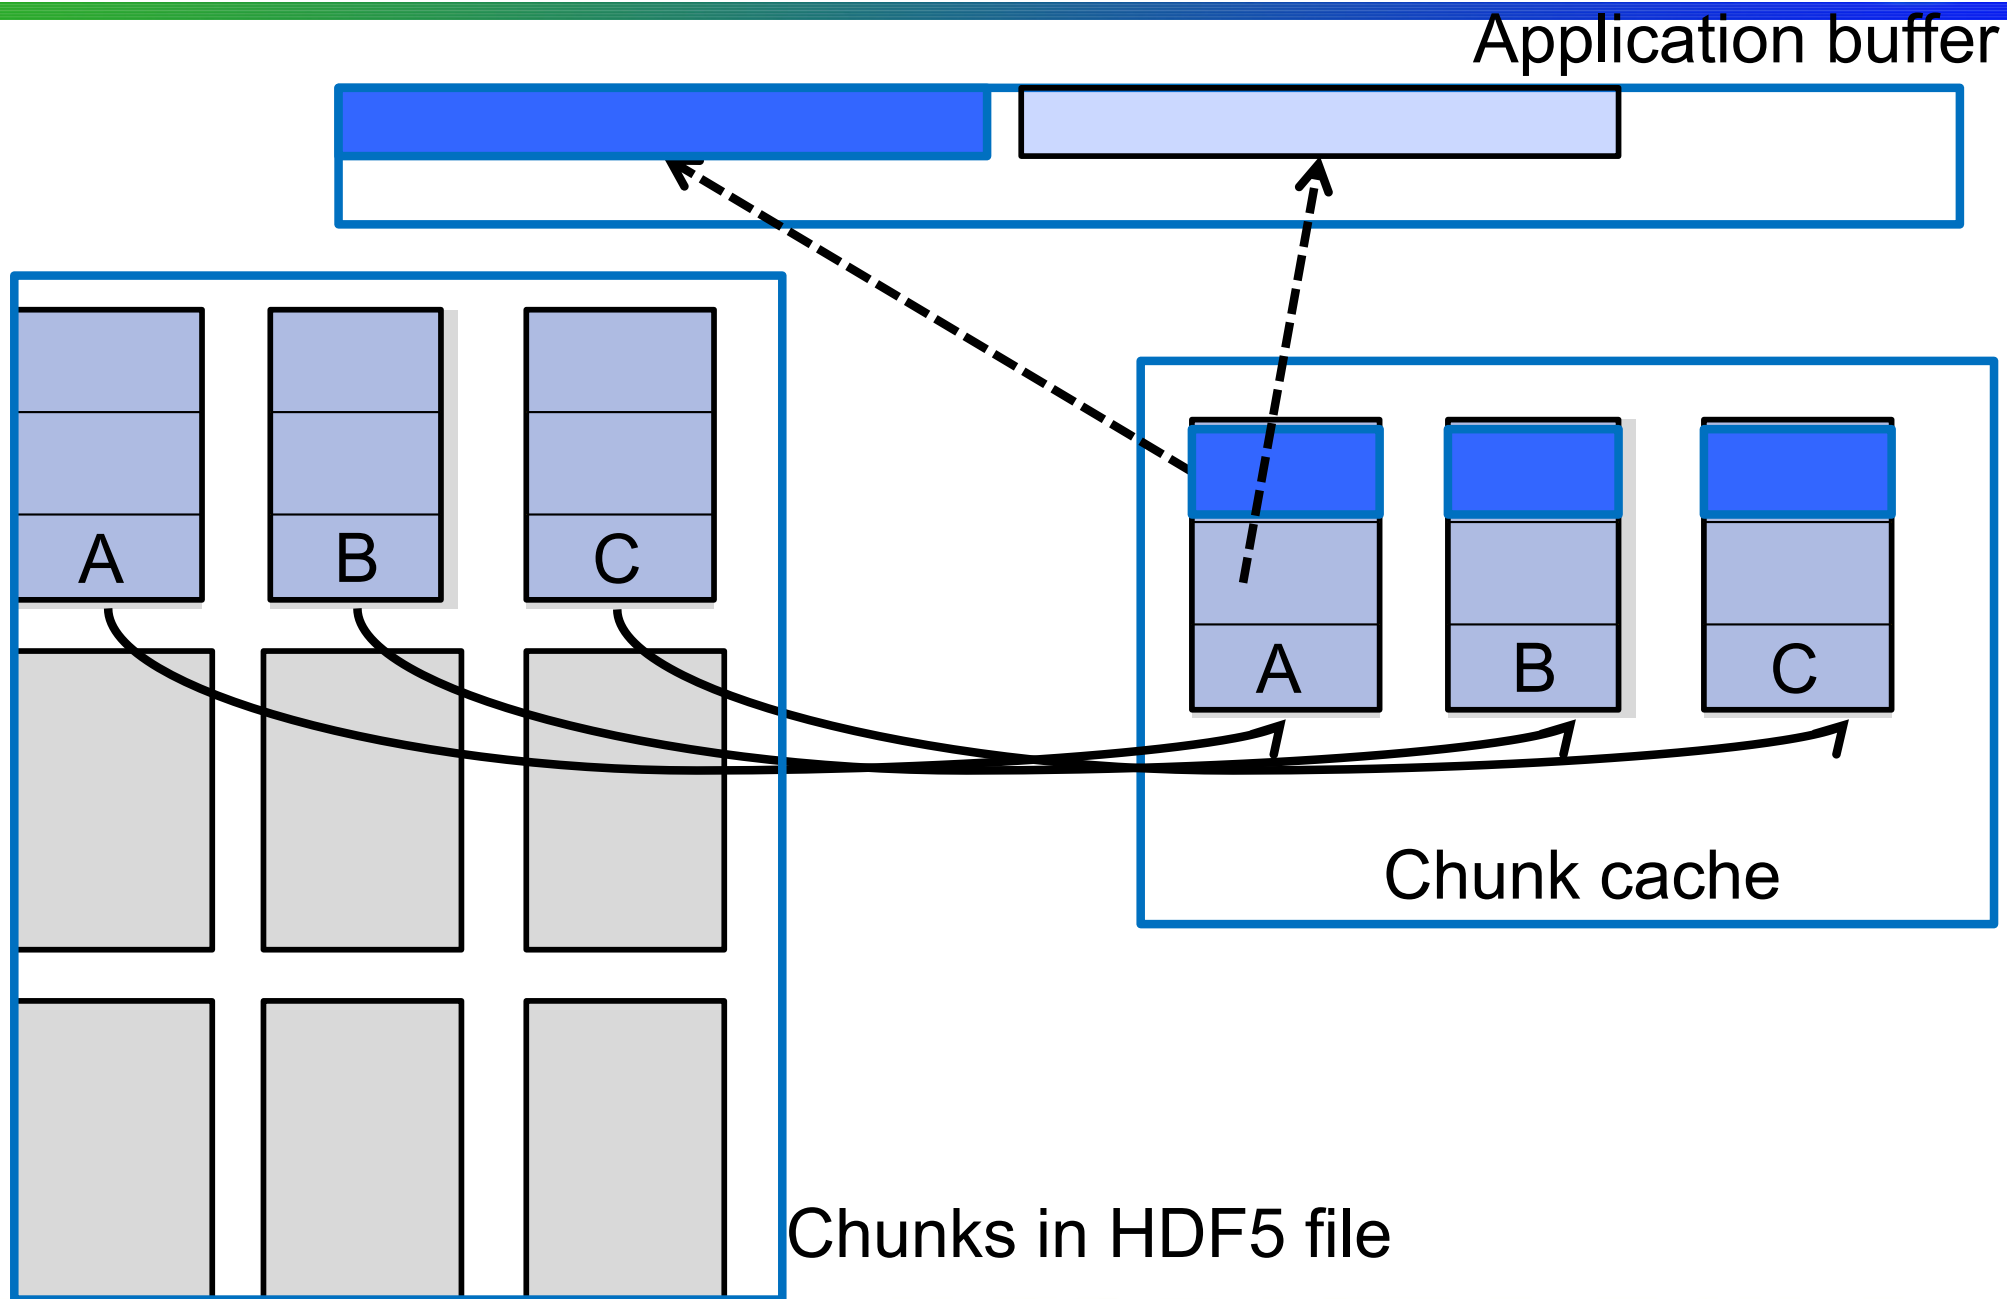 Application buffer
A B C
A B C
Chunk cache
Chunks in HDF5 file